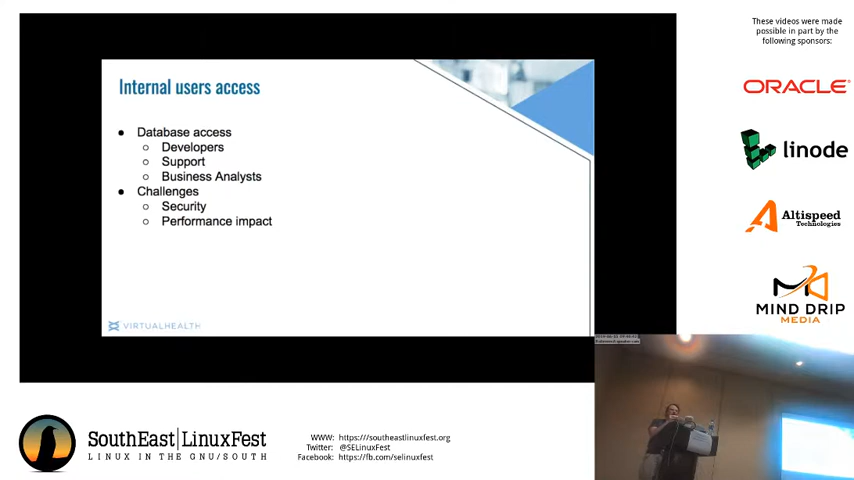 These videos were made
possible in part by the
following sponsors:
ORACLE
linode
Altispeed
Technologies
MIND DRIP
MEDIA
Internal users access
Database access
Developers
Support
Business Analysts
Challenges
Security
Performance impact
VIRTUALHEALTH
SouthEast|LinuxFest
LINUX IN THE GNU/SOUTH
WWW: https:///southeastlinuxfest.org
Twitter: @SELinuxFest
Facebook: https://fb.com/selinuxfest